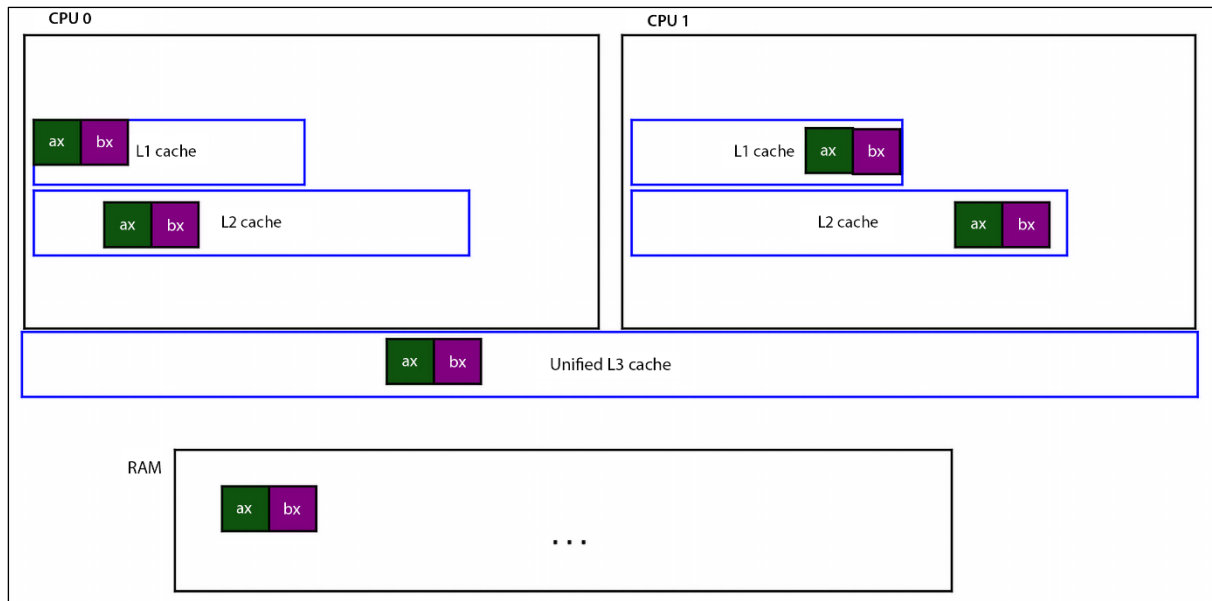 CPU 0
CPU 1
ax bx L1 cache
L1 cache ax bx
ax bx L2 cache
L2 cache ax bx
ax bx Unified L3 cache
RAM
ax bx
...